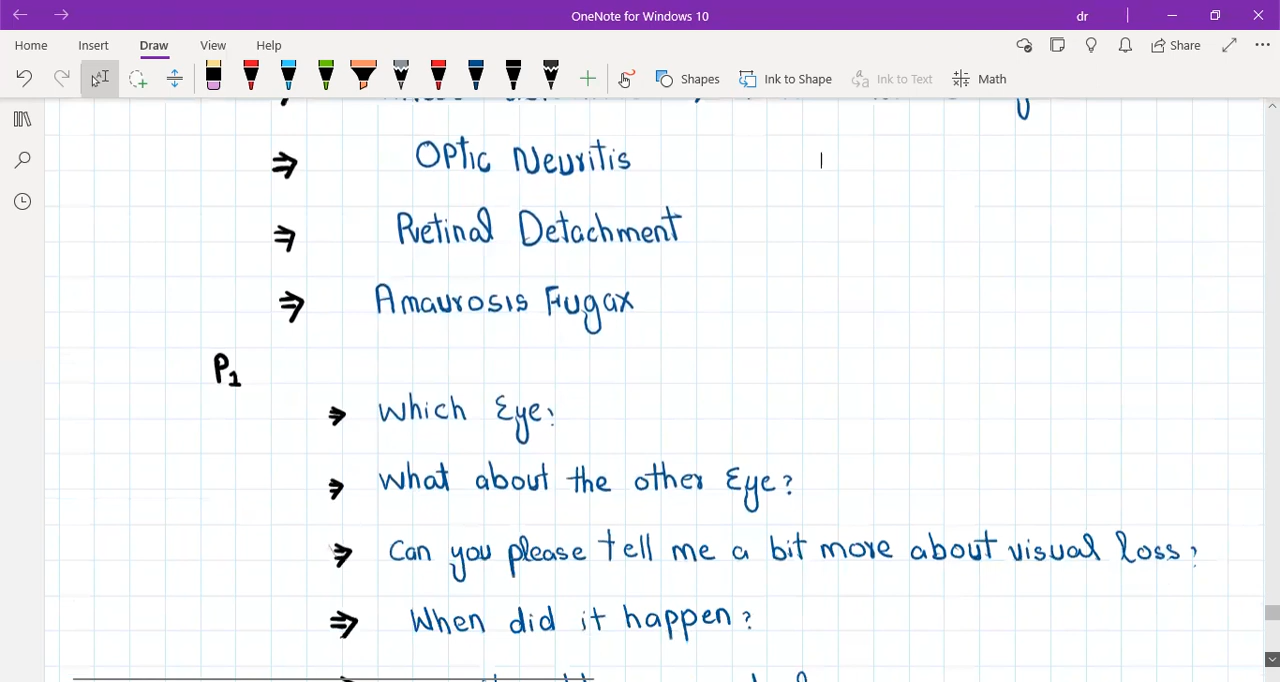 OneNote for Windows 10
dr
Home Insert Draw View Help
Share
Shapes Ink to Shape Ink to Text Math
⇒ Optic Neuritis
⇒ Retinal Detachment
⇒ Amaurosis Fugax
P1
⇒ Which Eye?
⇒ What about the other Eye?
⇒ Can you please tell me a bit more about visual loss?
⇒ When did it happen?